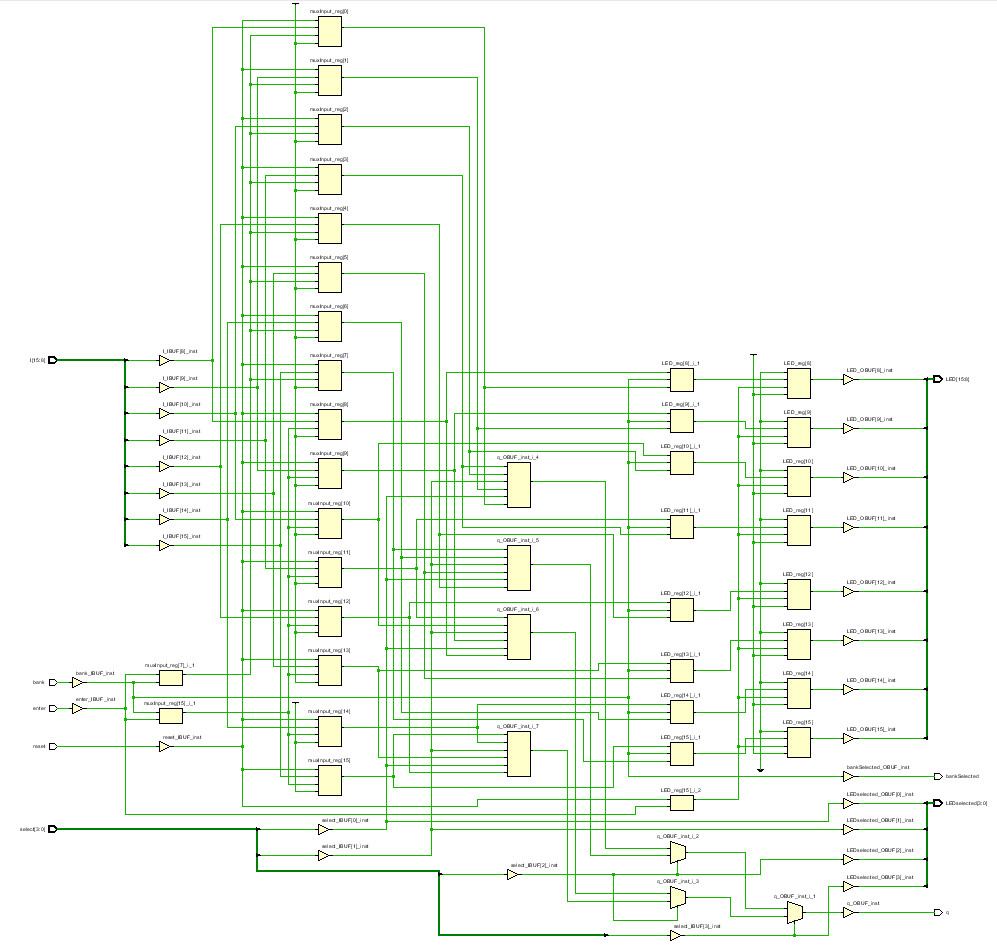 muxInput_reg[0]
muxInput_reg[1]
muxInput_reg[2]
muxInput_reg[3]
muxInput_reg[4]
muxInput_reg[5]
muxInput_reg[6]
muxInput_reg[7]
muxInput_reg[8]
muxInput_reg[9]
muxInput_reg[10]
muxInput_reg[11]
muxInput_reg[12]
muxInput_reg[13]
muxInput_reg[14]
muxInput_reg[15]
I[15:8]
I_IBUF[8]_inst
I_IBUF[9]_inst
I_IBUF[10]_inst
I_IBUF[11]_inst
I_IBUF[12]_inst
I_IBUF[13]_inst
I_IBUF[14]_inst
I_IBUF[15]_inst
bank
bank_IBUF_inst
muxInput_reg[7]_i_1
enter
enter_IBUF_inst
muxInput_reg[15]_i_1
reset
reset_IBUF_inst
select[3:0]
select_IBUF[0]_inst
select_IBUF[1]_inst
select_IBUF[2]_inst
select_IBUF[3]_inst
q_OBUF_inst_i_4
q_OBUF_inst_i_5
q_OBUF_inst_i_6
q_OBUF_inst_i_7
LED_reg[8]_i_1
LED_reg[9]_i_1
LED_reg[10]_i_1
LED_reg[11]_i_1
LED_reg[12]_i_1
LED_reg[13]_i_1
LED_reg[14]_i_1
LED_reg[15]_i_1
LED_reg[15]_i_2
q_OBUF_inst_i_2
q_OBUF_inst_i_3
q_OBUF_inst_i_1
LED_reg[8]
LED_reg[9]
LED_reg[10]
LED_reg[11]
LED_reg[12]
LED_reg[13]
LED_reg[14]
LED_reg[15]
LED_OBUF[8]_inst
LED_OBUF[9]_inst
LED_OBUF[10]_inst
LED_OBUF[11]_inst
LED_OBUF[12]_inst
LED_OBUF[13]_inst
LED_OBUF[14]_inst
LED_OBUF[15]_inst
bankSelected_OBUF_inst
LEDselected_OBUF[0]_inst
LEDselected_OBUF[1]_inst
LEDselected_OBUF[2]_inst
LEDselected_OBUF[3]_inst
q_OBUF_inst
LED[15:8]
bankSelected
LEDselected[3:0]
q